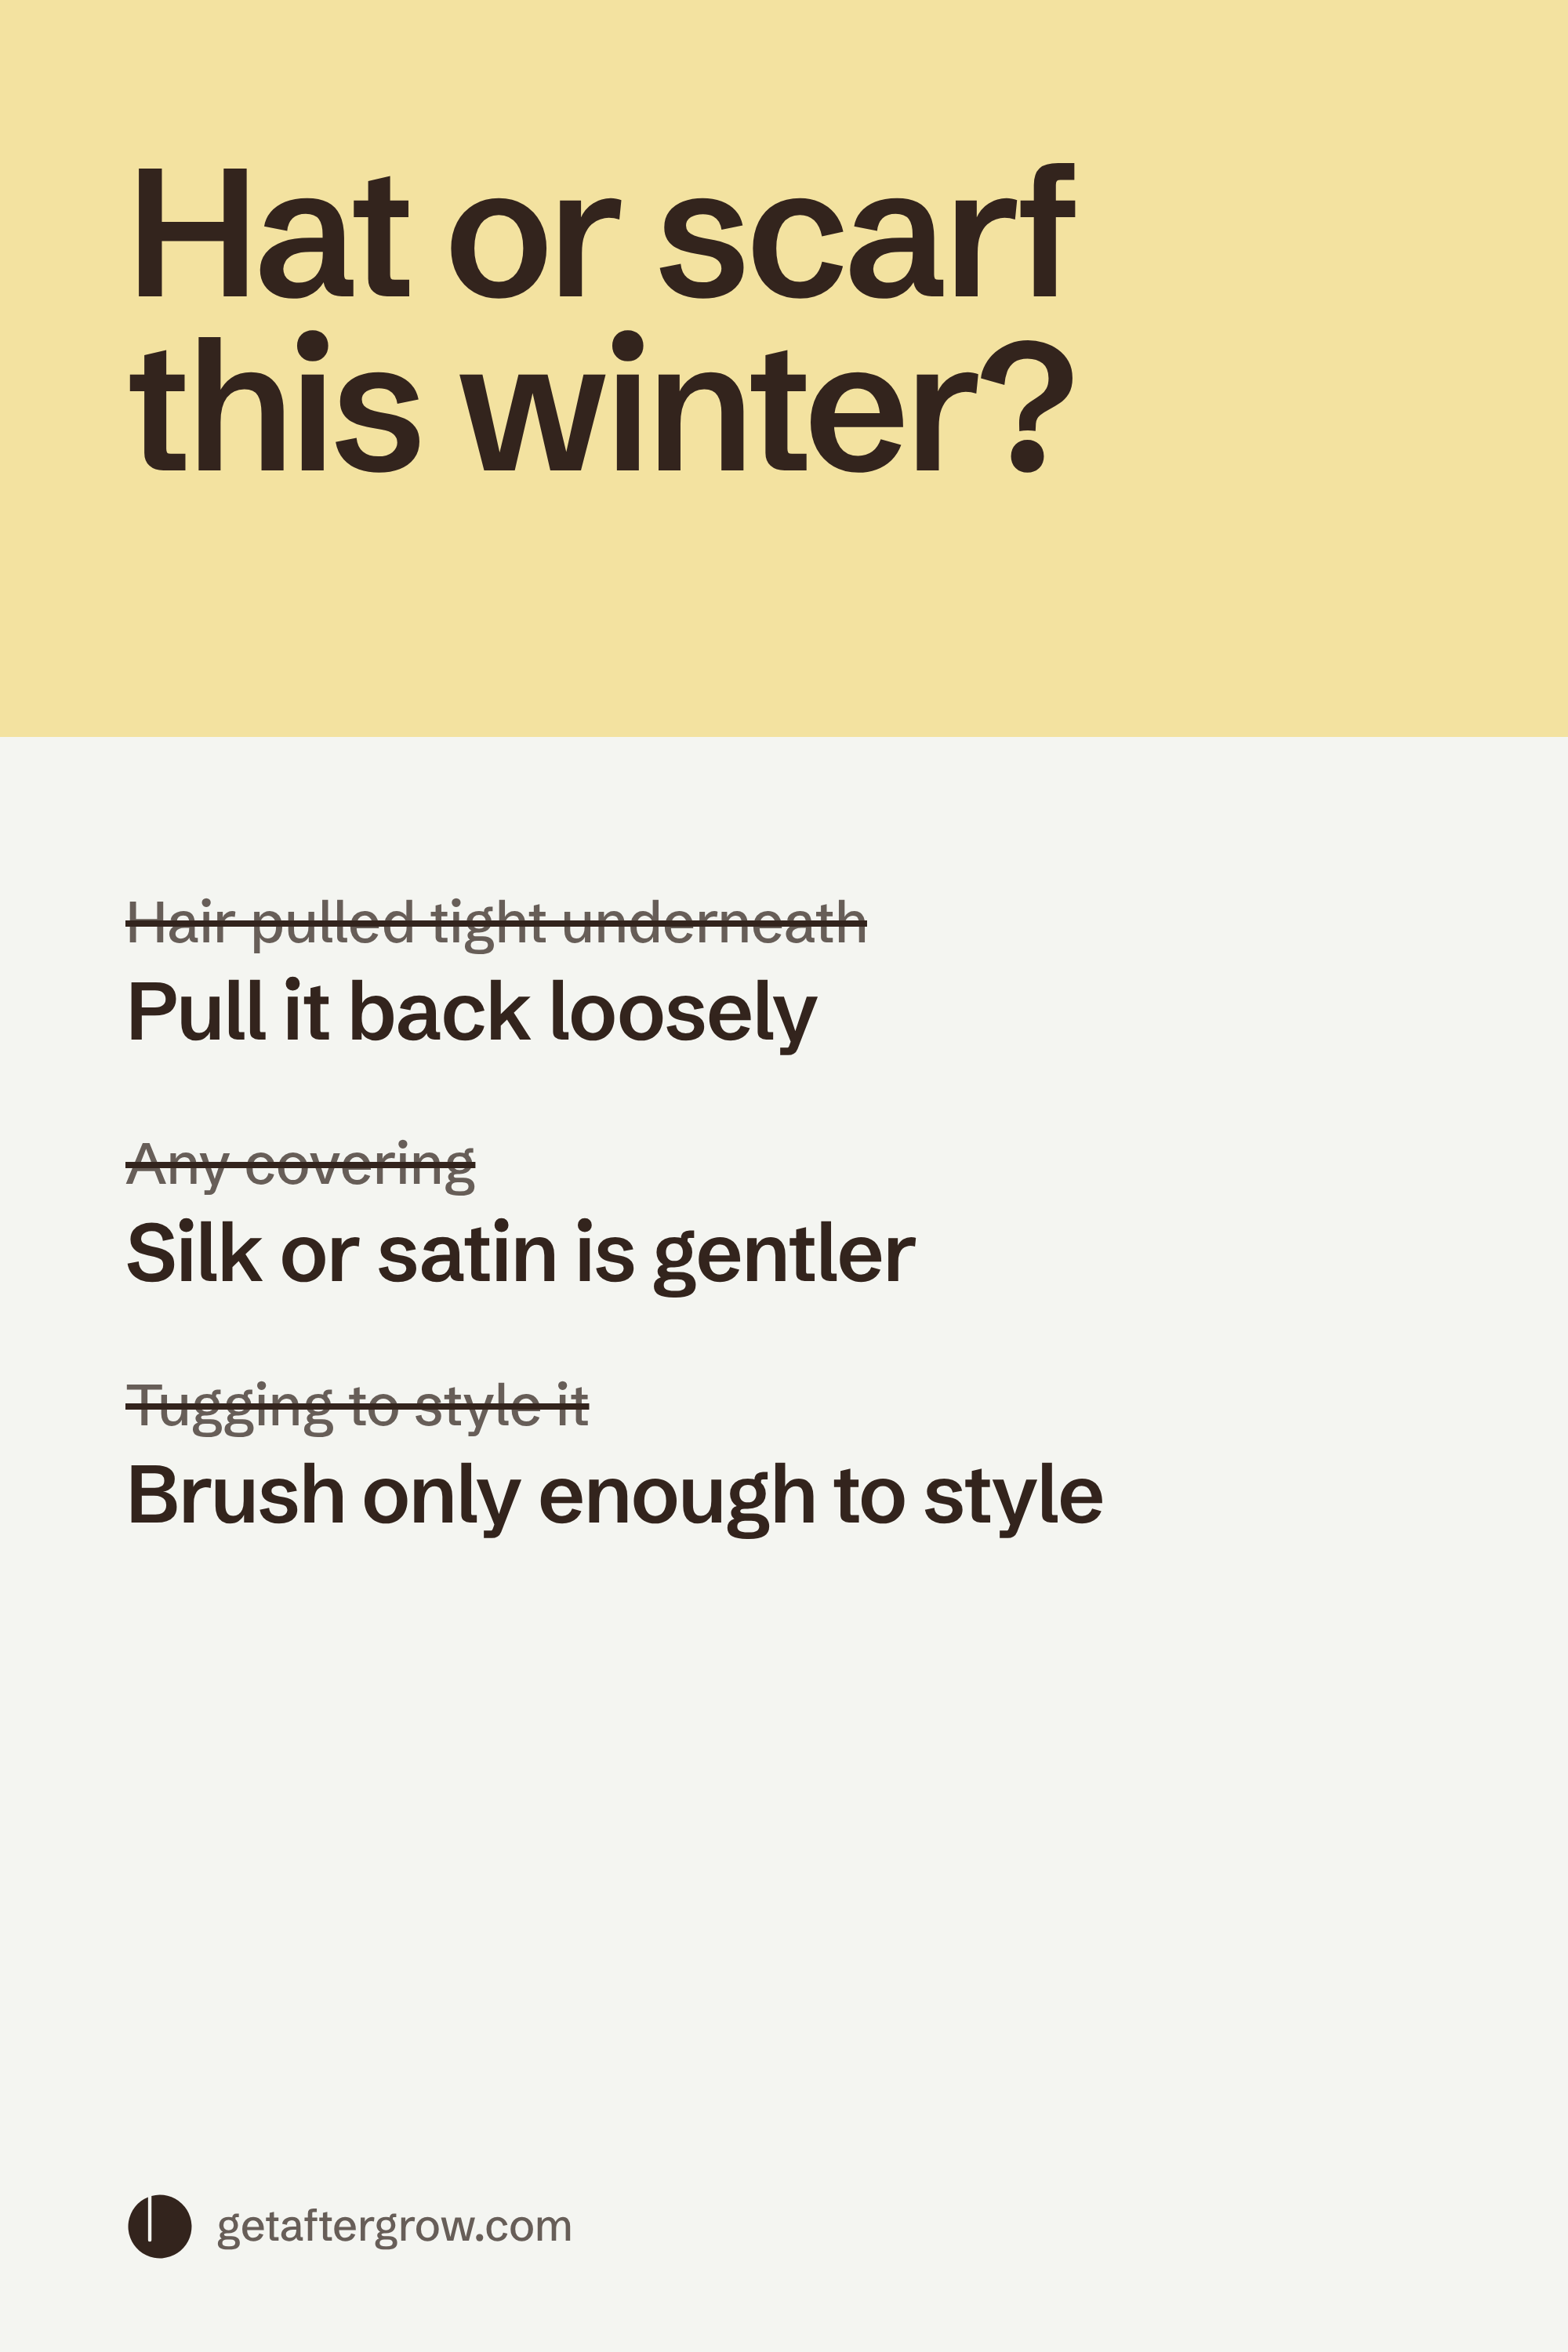 Hat or scarf
this winter?
Hair pulled tight underneath
Pull it back loosely
Any covering
Silk or satin is gentler
Tugging to style it
Brush only enough to style
getaftergrow.com